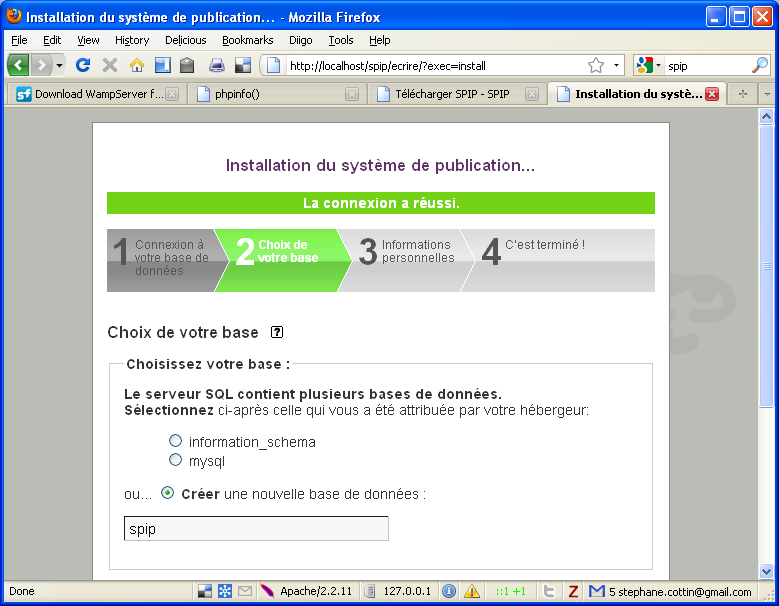 Installation du système de publication... - Mozilla Firefox
File Edit View History Delicious Bookmarks Diigo Tools Help
http://localhost/spip/ecrire/?exec=install
spip
Download WampServer f... phpinfo() Télécharger SPIP - SPIP Installation du systè...
Installation du système de publication...
La connexion a réussi.
1 Connexion à
votre base de
données
2 Choix de
votre base
3 Informations
personnelles
4 C'est terminé !
Choix de votre base ?
Choisissez votre base :
Le serveur SQL contient plusieurs bases de données.
Sélectionnez ci-après celle qui vous a été attribuée par votre hébergeur:
information_schema
mysql
ou... Créer une nouvelle base de données :
spip
Done Apache/2.2.11 127.0.0.1 ::1 +1 Z M 5 stephane.cottin@gmail.com